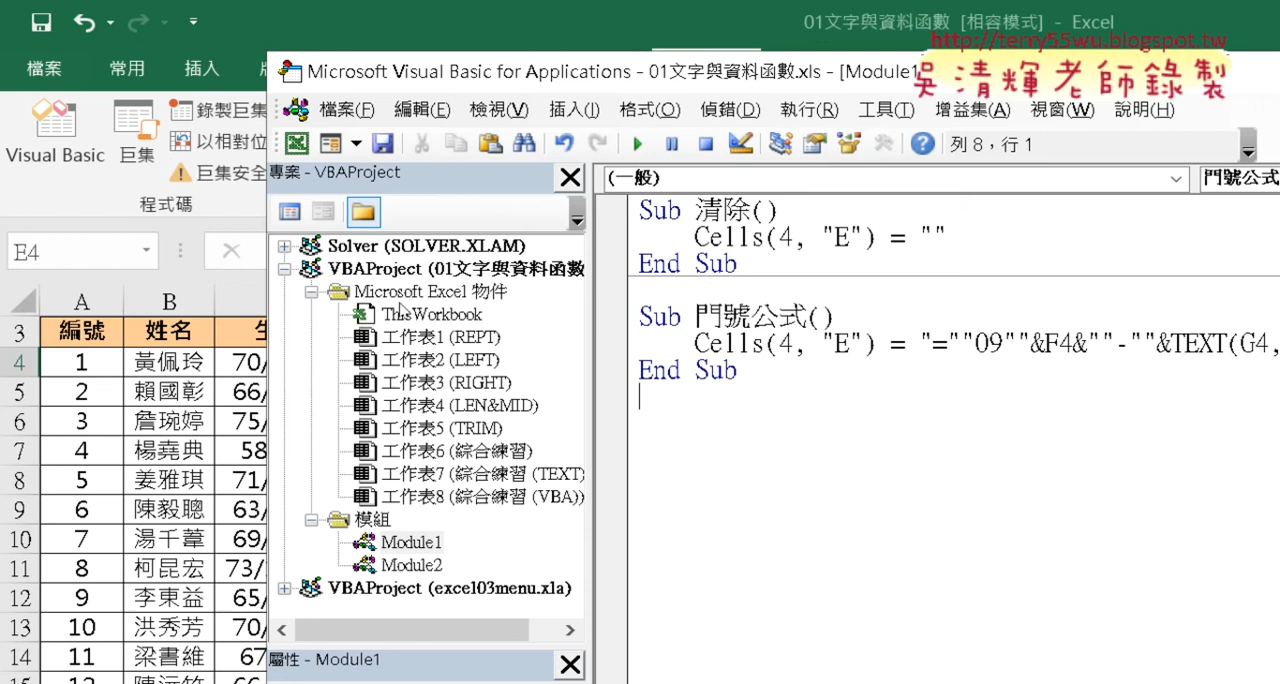 01文字與資料函數 [相容模式] - Excel
http://terry55wu.blogspot.tw
吳清輝老師錄製
檔案 常用 插入
Microsoft Visual Basic for Applications - 01文字與資料函數.xls - [Module1
檔案(F) 編輯(E) 檢視(V) 插入(I) 格式(O) 偵錯(D) 執行(R) 工具(T) 增益集(A) 視窗(W) 說明(H)
列 8，行 1
Visual Basic 巨集
錄製巨集
以相對位
巨集安全
程式碼
E4
專案 - VBAProject
Solver (SOLVER.XLAM)
VBAProject (01文字與資料函數
Microsoft Excel 物件
ThisWorkbook
工作表1 (REPT)
工作表2 (LEFT)
工作表3 (RIGHT)
工作表4 (LEN&MID)
工作表5 (TRIM)
工作表6 (綜合練習)
工作表7 (綜合練習 (TEXT)
工作表8 (綜合練習 (VBA))
模組
Module1
Module2
VBAProject (excel03menu.xla)
屬性 - Module1
(一般) 門號公式
Sub 清除()
Cells(4, "E") = ""
End Sub
Sub 門號公式()
Cells(4, "E") = "=""09""&F4&""-""&TEXT(G4,
End Sub
A B
3 編號 姓名
4 1 黃佩玲 70/
5 2 賴國彰 66/
6 3 詹琬婷 75/
7 4 楊堯典 58
8 5 姜雅琪 71/
9 6 陳毅聰 63/
10 7 湯千葦 69/
11 8 柯昆宏 73/
12 9 李東益 65/
13 10 洪秀芳 70/
14 11 梁書維 67